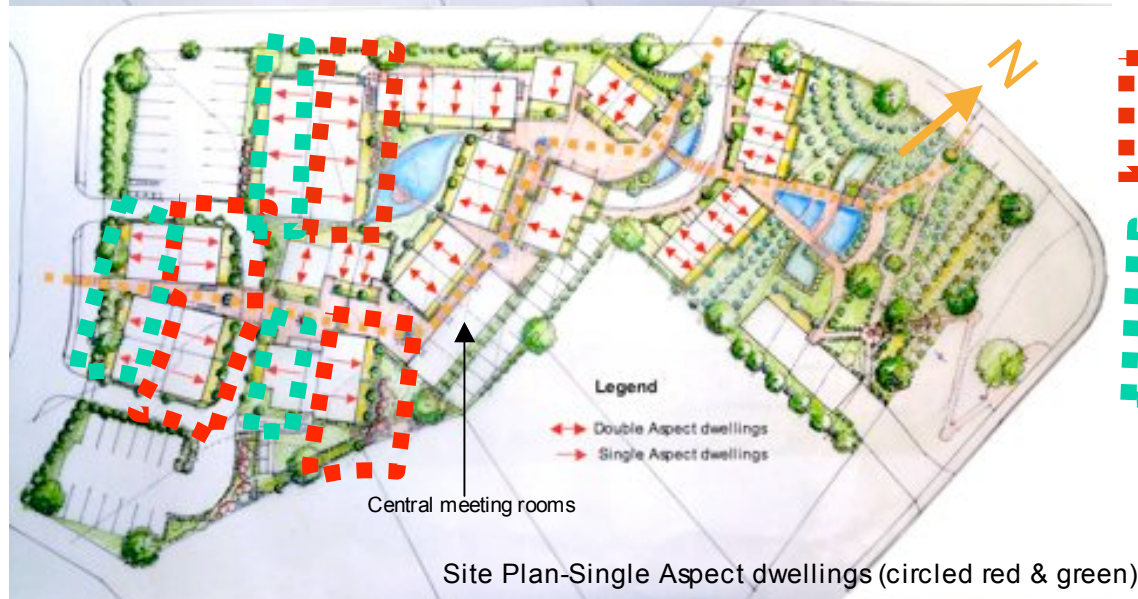 N
Legend
Double Aspect dwellings
Single Aspect dwellings
Central meeting rooms
Site Plan-Single Aspect dwellings (circled red & green)